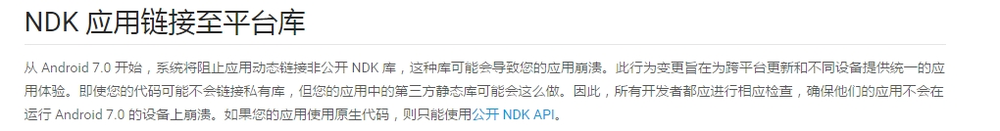 NDK 应用链接至平台库
从 Android 7.0 开始，系统将阻止应用动态链接非公开 NDK 库，这种库可能会导致您的应用崩溃。此行为变更旨在为跨平台更新和不同设备提供统一的应
用体验。即使您的代码可能不会链接私有库，但您的应用中的第三方静态库可能会这么做。因此，所有开发者都应进行相应检查，确保他们的应用不会在
运行 Android 7.0 的设备上崩溃。如果您的应用使用原生代码，则只能使用公开 NDK API。